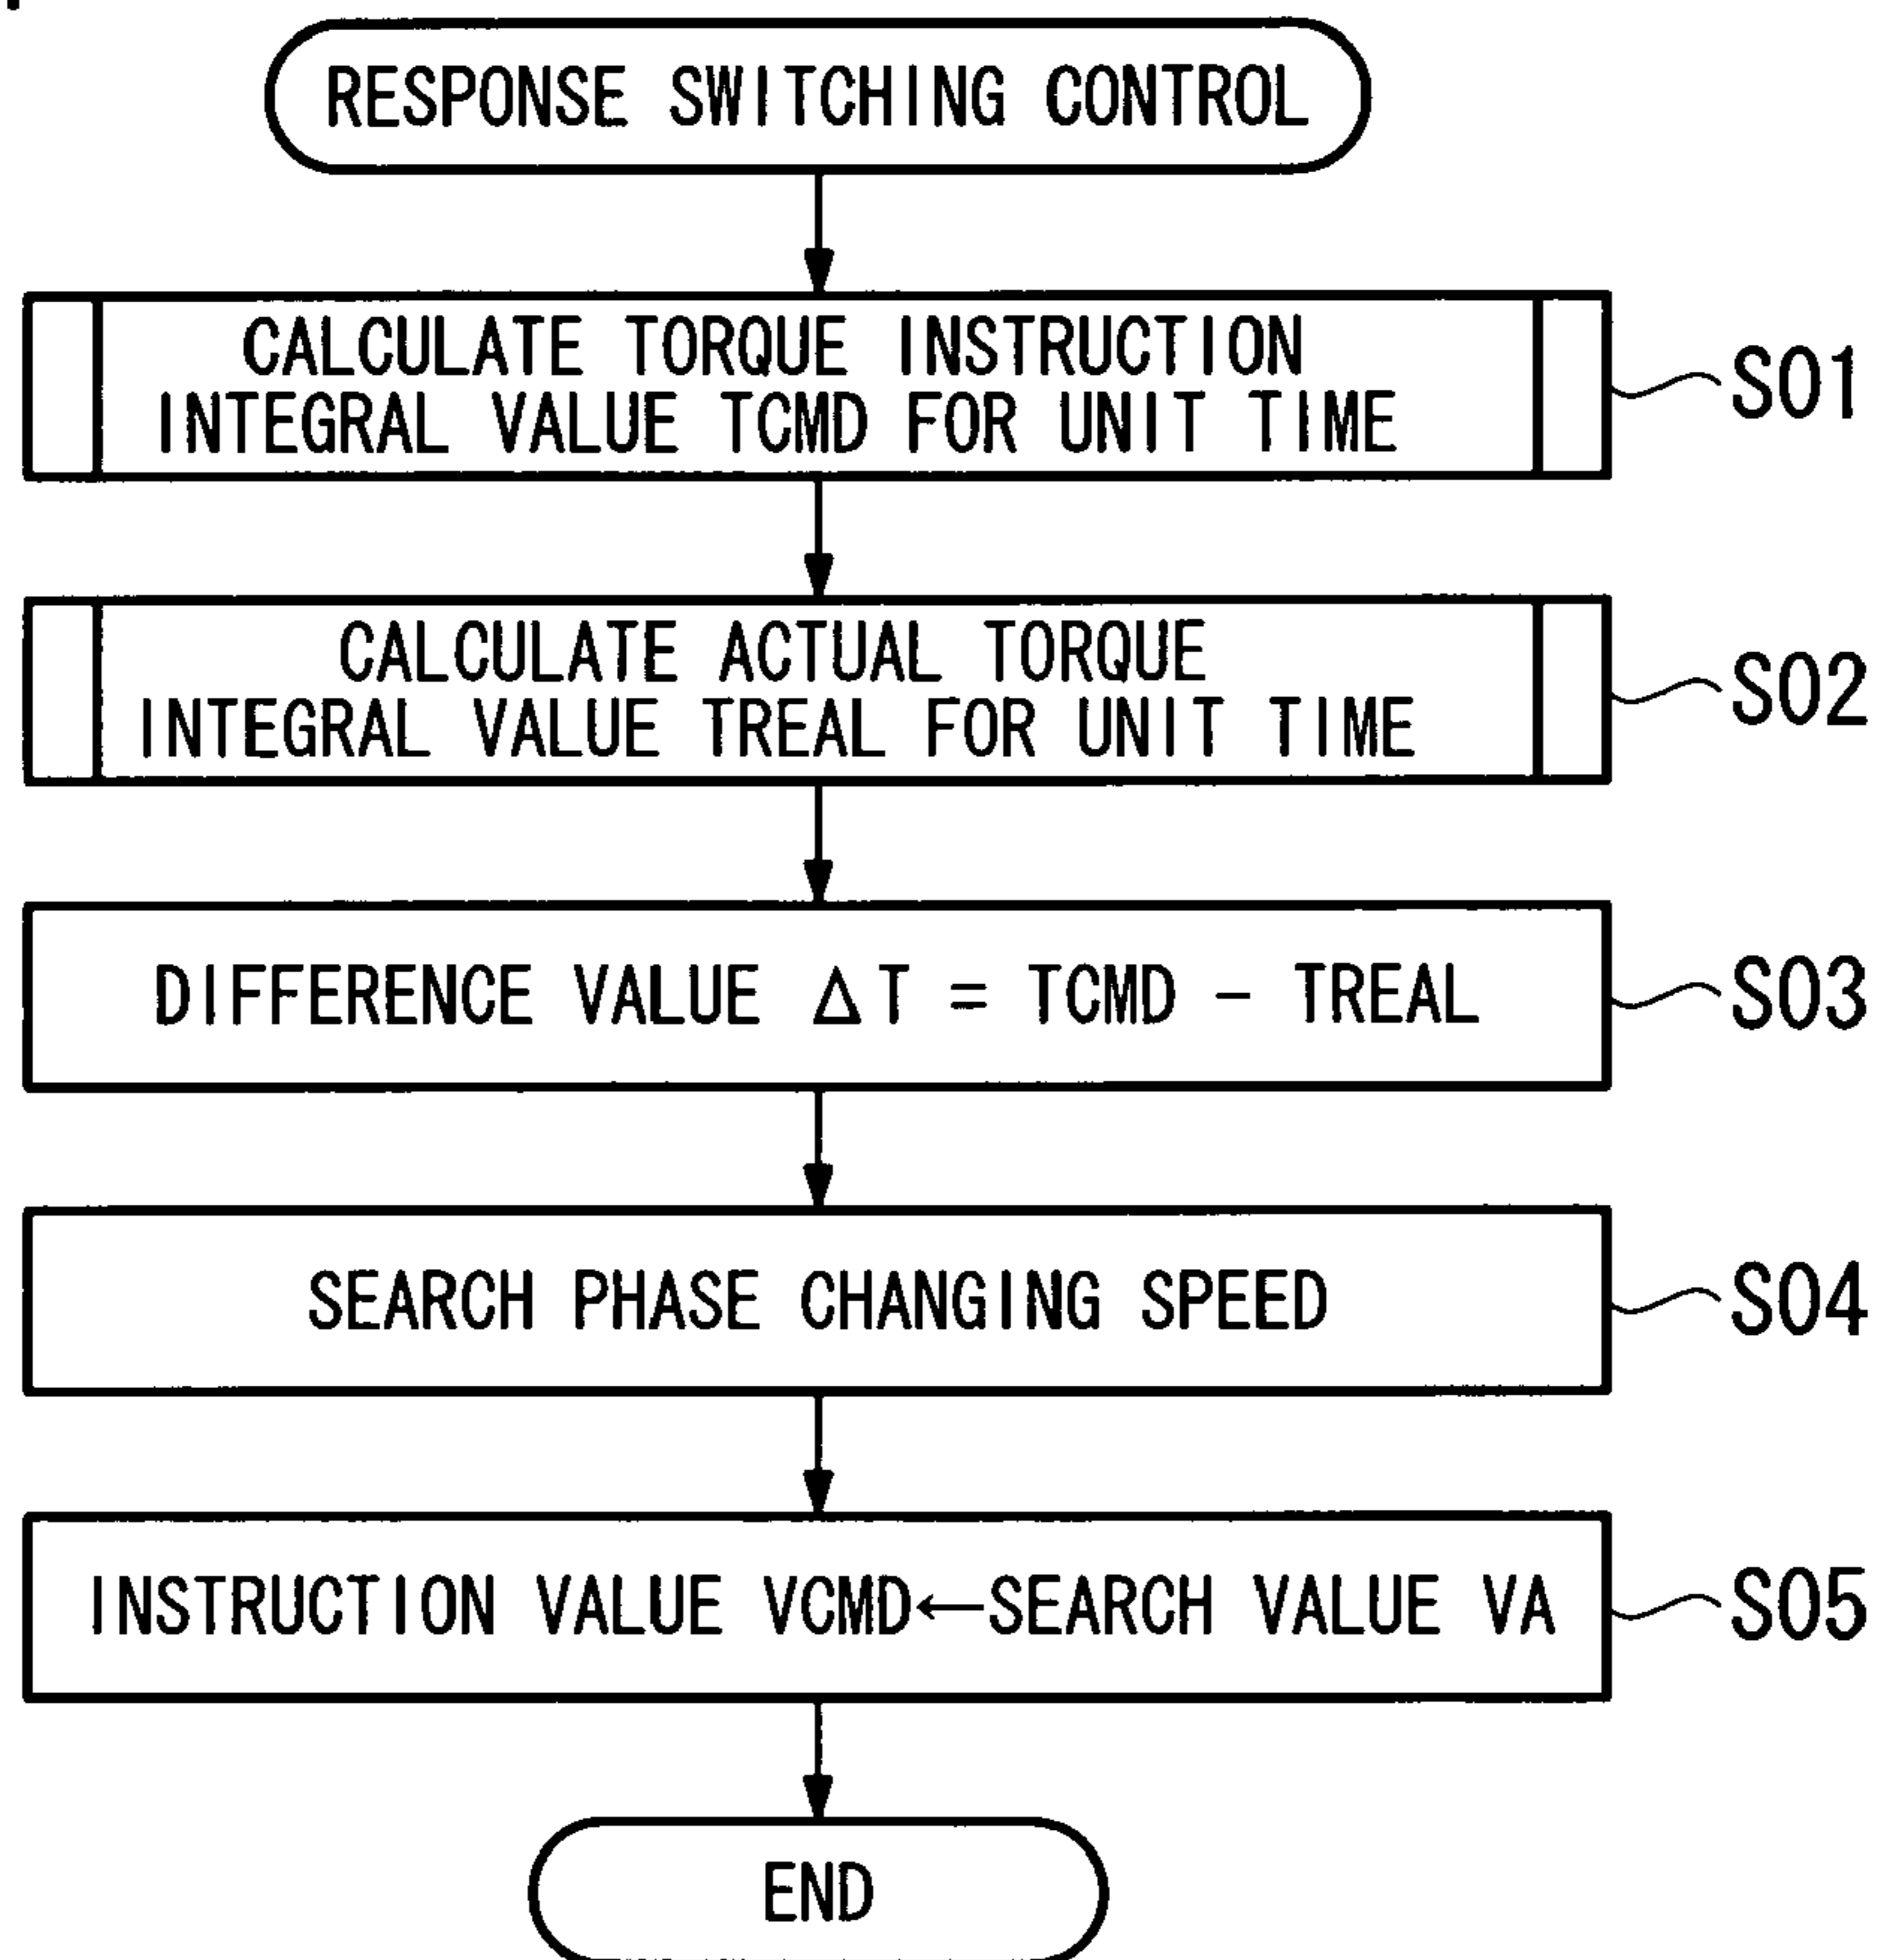 RESPONSE SWITCHING CONTROL
CALCULATE TORQUE INSTRUCTION
INTEGRAL VALUE TCMD FOR UNIT TIME
S01
CALCULATE ACTUAL TORQUE
INTEGRAL VALUE TREAL FOR UNIT TIME
S02
DIFFERENCE VALUE ΔT = TCMD - TREAL
S03
SEARCH PHASE CHANGING SPEED
S04
INSTRUCTION VALUE VCMD←SEARCH VALUE VA
S05
END